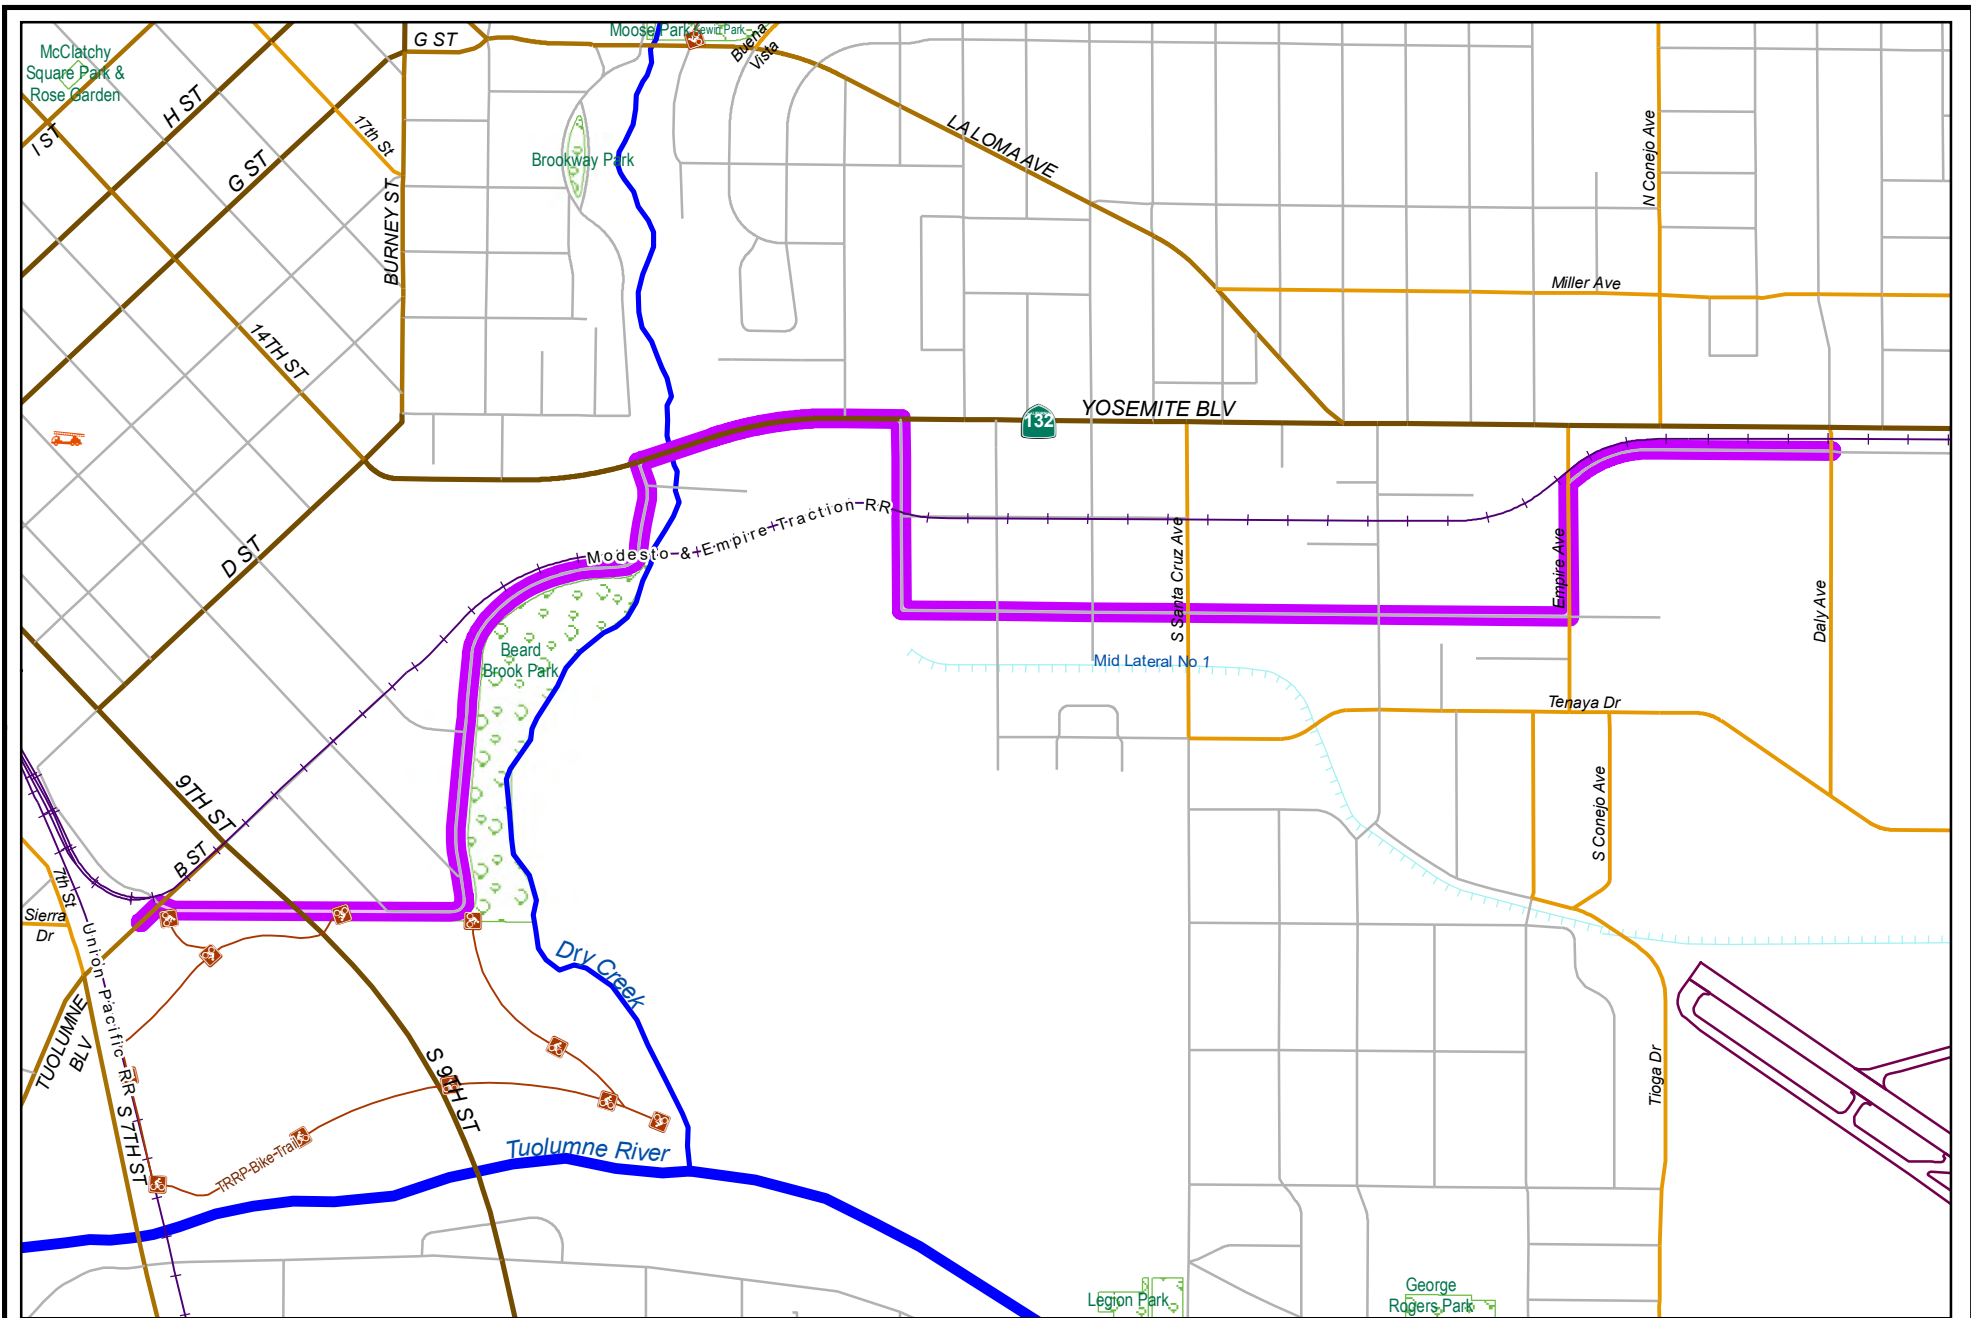 G ST
Moose Park
Kewin Park
Buena
Vista
McClatchy
Square Park &
Rose Garden
H ST
I ST
17th St
G ST
BURNEY ST
Brookway Park
LA LOMA AVE
N Conejo Ave
Miller Ave
14TH ST
132
YOSEMITE BLV
D ST
Modesto & Empire Traction RR
S Santa Cruz Ave
Empire Ave
Daly Ave
Beard
Brook Park
Mid Lateral No 1
Tenaya Dr
9TH ST
S Conejo Ave
B ST
7th St
Sierra
Dr
Union Pacific RR
Dry Creek
TUOLUMNE
BLV
S 9TH ST
Tioga Dr
S 7TH ST
TRRP-Bike-Trail
Tuolumne River
Legion Park
George
Rogers Park